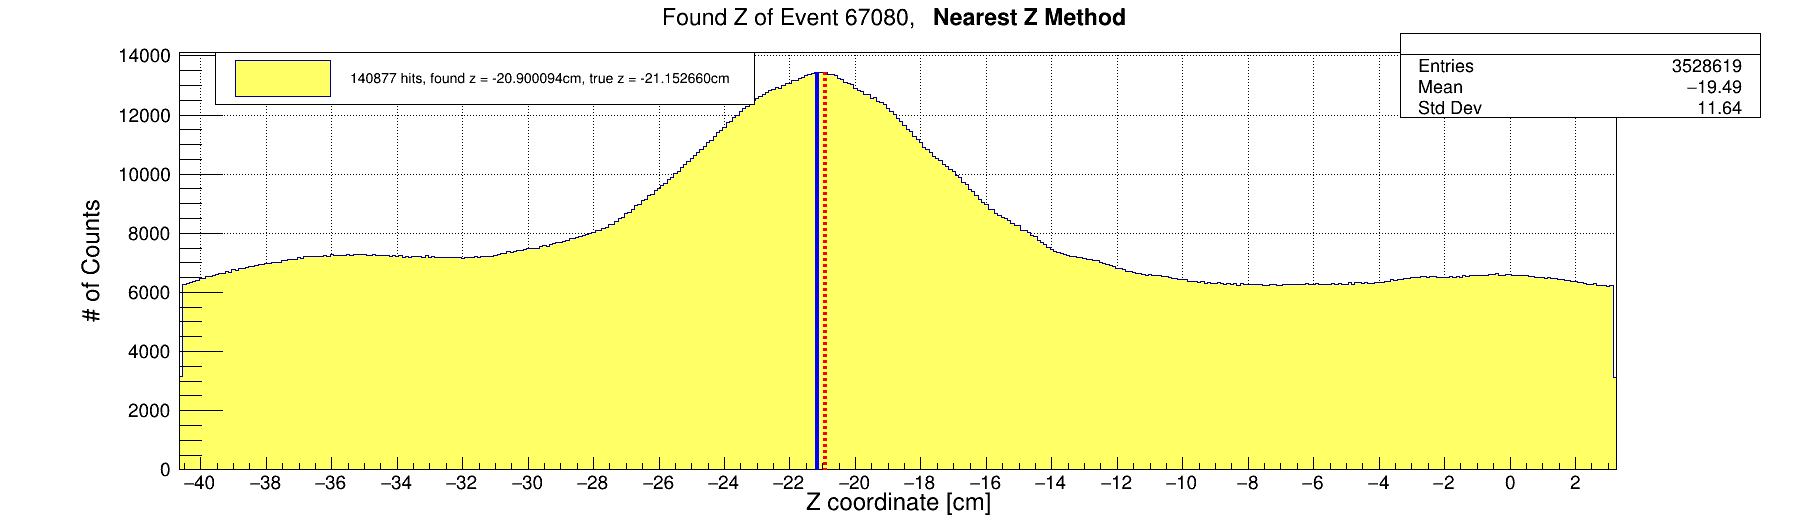 Found Z of Event 67080, Nearest Z Method
140877 hits, found z = -20.900094cm, true z = -21.152660cm
Entries 3528619
Mean −19.49
Std Dev 11.64
# of Counts
14000
12000
10000
8000
6000
4000
2000
0
−40 −38 −36 −34 −32 −30 −28 −26 −24 −22 −20 −18 −16 −14 −12 −10 −8 −6 −4 −2 0 2
Z coordinate [cm]